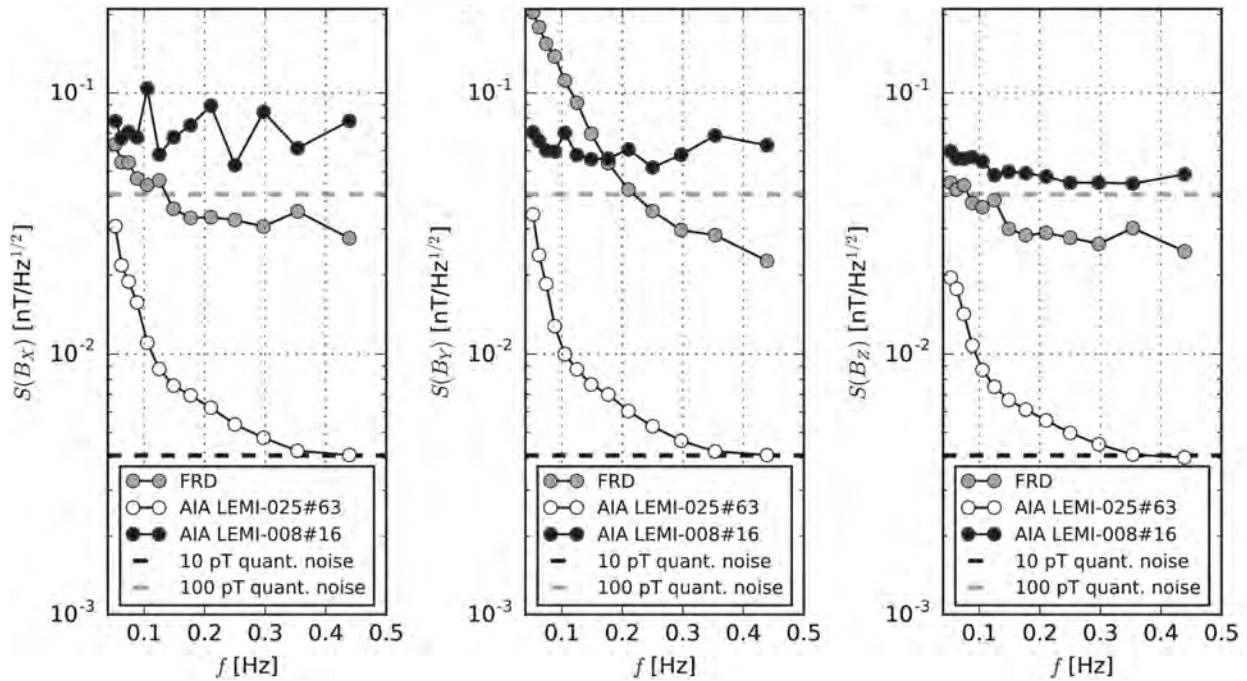 S(B_X) [nT/Hz^{1/2}]
10^{-1}
10^{-2}
10^{-3}
FRD
AIA LEMI-025#63
AIA LEMI-008#16
10 pT quant. noise
100 pT quant. noise
0.1 0.2 0.3 0.4 0.5
f [Hz]
S(B_Y) [nT/Hz^{1/2}]
10^{-1}
10^{-2}
10^{-3}
FRD
AIA LEMI-025#63
AIA LEMI-008#16
10 pT quant. noise
100 pT quant. noise
0.1 0.2 0.3 0.4 0.5
f [Hz]
S(B_Z) [nT/Hz^{1/2}]
10^{-1}
10^{-2}
10^{-3}
FRD
AIA LEMI-025#63
AIA LEMI-008#16
10 pT quant. noise
100 pT quant. noise
0.1 0.2 0.3 0.4 0.5
f [Hz]